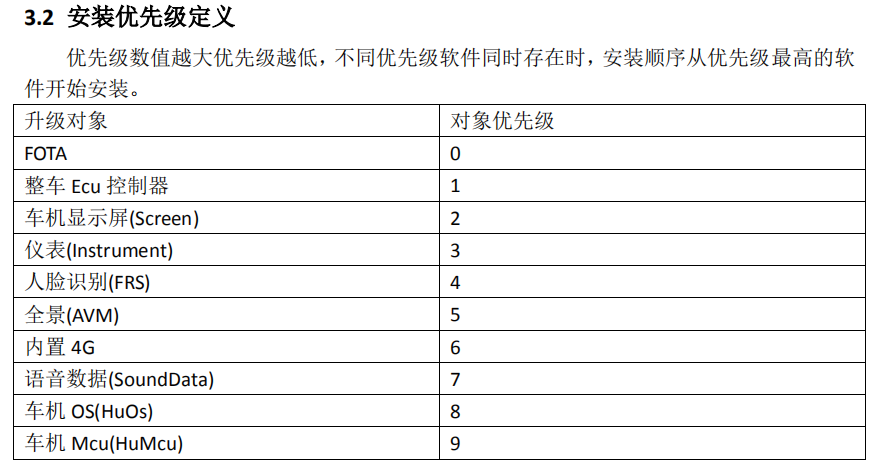 3.2 安装优先级定义
优先级数值越大优先级越低，不同优先级软件同时存在时，安装顺序从优先级最高的软
件开始安装。
升级对象 对象优先级
FOTA 0
整车 Ecu 控制器 1
车机显示屏(Screen) 2
仪表(Instrument) 3
人脸识别(FRS) 4
全景(AVM) 5
内置 4G 6
语音数据(SoundData) 7
车机 OS(HuOs) 8
车机 Mcu(HuMcu) 9